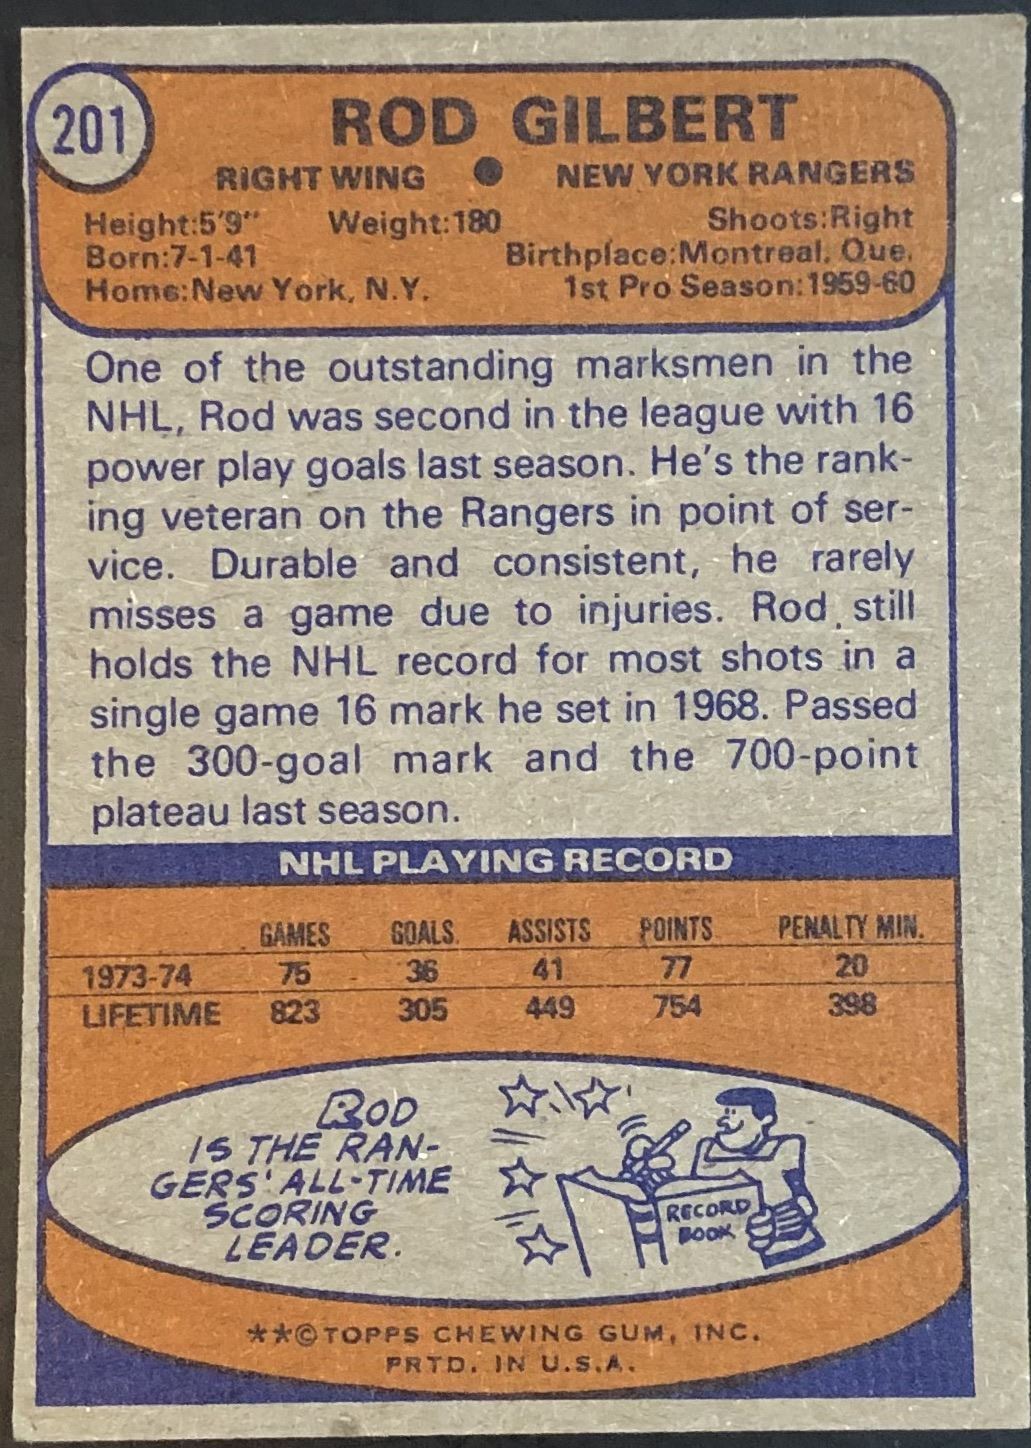 201
ROD GILBERT
RIGHT WING ● NEW YORK RANGERS
Height:5'9" Weight:180 Shoots:Right
Born:7-1-41 Birthplace:Montreal, Que.
Home:New York, N.Y. 1st Pro Season:1959-60
One of the outstanding marksmen in the
NHL, Rod was second in the league with 16
power play goals last season. He's the rank-
ing veteran on the Rangers in point of ser-
vice. Durable and consistent, he rarely
misses a game due to injuries. Rod still
holds the NHL record for most shots in a
single game 16 mark he set in 1968. Passed
the 300-goal mark and the 700-point
plateau last season.
NHL PLAYING RECORD
GAMES GOALS ASSISTS POINTS PENALTY MIN.
1973-74 75 36 41 77 20
LIFETIME 823 305 449 754 398
ROD
IS THE RAN-
GERS' ALL-TIME
SCORING
LEADER.
RECORD
BOOK
**©TOPPS CHEWING GUM, INC.
PRTD. IN U.S.A.